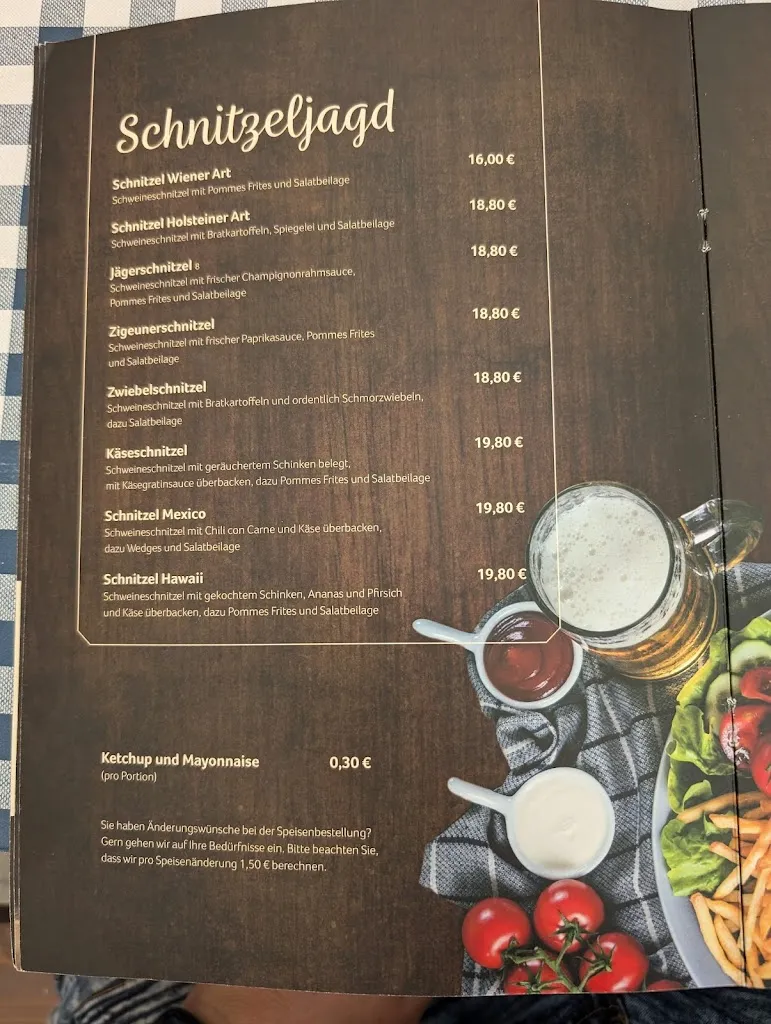 Schnitzeljagd
Schnitzel Wiener Art 16,00 €
Schweineschnitzel mit Pommes Frites und Salatbeilage
Schnitzel Holsteiner Art 18,80 €
Schweineschnitzel mit Bratkartoffeln, Spiegelei und Salatbeilage
Jägerschnitzel 8 18,80 €
Schweineschnitzel mit frischer Champignonrahmsauce,
Pommes Frites und Salatbeilage
Zigeunerschnitzel 18,80 €
Schweineschnitzel mit frischer Paprikasauce, Pommes Frites
und Salatbeilage
Zwiebelschnitzel 18,80 €
Schweineschnitzel mit Bratkartoffeln und ordentlich Schmorzwiebeln,
dazu Salatbeilage
Käseschnitzel 19,80 €
Schweineschnitzel mit geräuchertem Schinken belegt,
mit Käsegratinsauce überbacken, dazu Pommes Frites und Salatbeilage
Schnitzel Mexico 19,80 €
Schweineschnitzel mit Chili con Carne und Käse überbacken,
dazu Wedges und Salatbeilage
Schnitzel Hawaii 19,80 €
Schweineschnitzel mit gekochtem Schinken, Ananas und Pfirsich
und Käse überbacken, dazu Pommes Frites und Salatbeilage
Ketchup und Mayonnaise 0,30 €
(pro Portion)
Sie haben Änderungswünsche bei der Speisenbestellung?
Gern gehen wir auf Ihre Bedürfnisse ein. Bitte beachten Sie,
dass wir pro Speisenänderung 1,50 € berechnen.